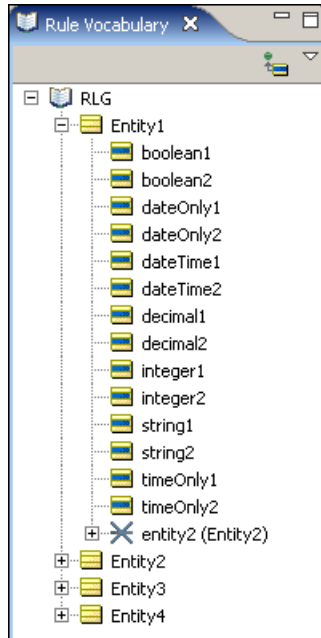 Rule Vocabulary
RLG
Entity1
boolean1
boolean2
dateOnly1
dateOnly2
dateTime1
dateTime2
decimal1
decimal2
integer1
integer2
string1
string2
timeOnly1
timeOnly2
entity2 (Entity2)
Entity2
Entity3
Entity4